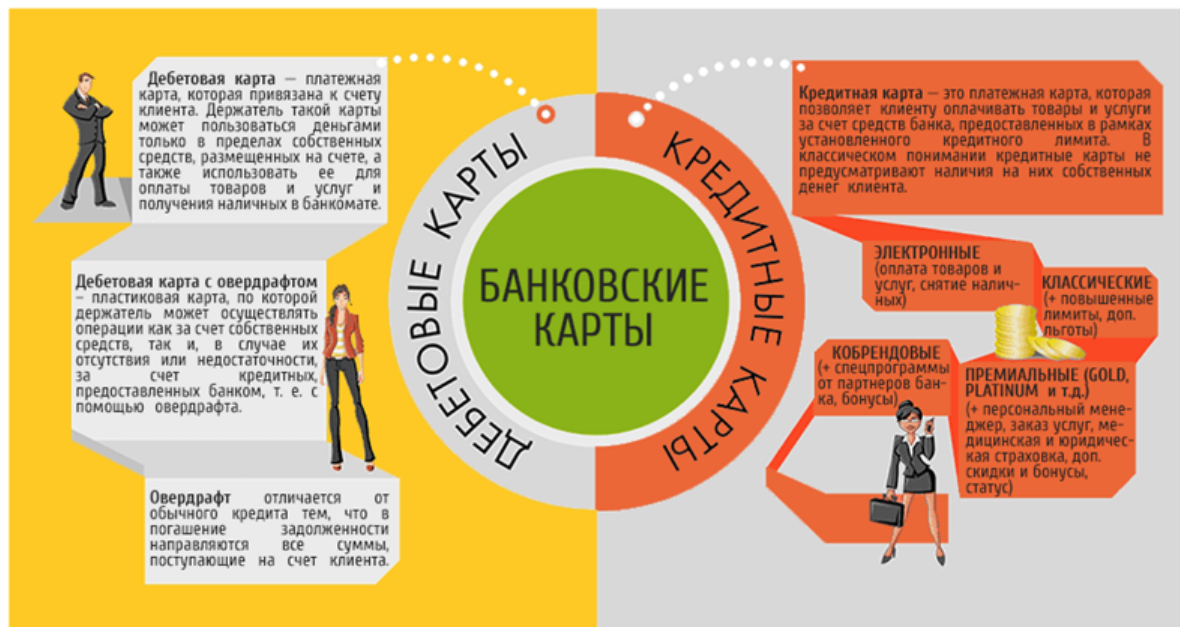 Дебетовая карта — платежная
карта, которая привязана к счету
клиента. Держатель такой карты
может пользоваться деньгами
только в пределах собственных
средств, размещенных на счете, а
также использовать ее для
оплаты товаров и услуг и
получения наличных в банкомате.
Дебетовая карта с овердрафтом
– пластиковая карта, по которой
держатель может осуществлять
операции как за счет собственных
средств, так и, в случае их
отсутствия или недостаточности,
за счет кредитных,
предоставленных банком, т. е. с
помощью овердрафта.
Овердрафт отличается от
обычного кредита тем, что в
погашение задолженности
направляются все суммы,
поступающие на счет клиента.
ДЕБЕТОВЫЕ КАРТЫ
БАНКОВСКИЕ
КАРТЫ
КРЕДИТНЫЕ КАРТЫ
Кредитная карта — это платежная карта, которая
позволяет клиенту оплачивать товары и услуги
за счет средств банка, предоставленных в рамках
установленного кредитного лимита. В
классическом понимании кредитные карты не
предусматривают наличия на них собственных
денег клиента.
ЭЛЕКТРОННЫЕ
(оплата товаров и
услуг, снятие налич-
ных)
КЛАССИЧЕСКИЕ
(+ повышенные
лимиты, доп.
льготы)
КОБРЕНДОВЫЕ
(+ спецпрограммы
от партнеров бан-
ка, бонусы)
ПРЕМИАЛЬНЫЕ (GOLD,
PLATINUM и т.д.)
(+ персональный мене-
джер, заказ услуг, ме-
дицинская и юридичес-
кая страховка, доп.
скидки и бонусы,
статус)